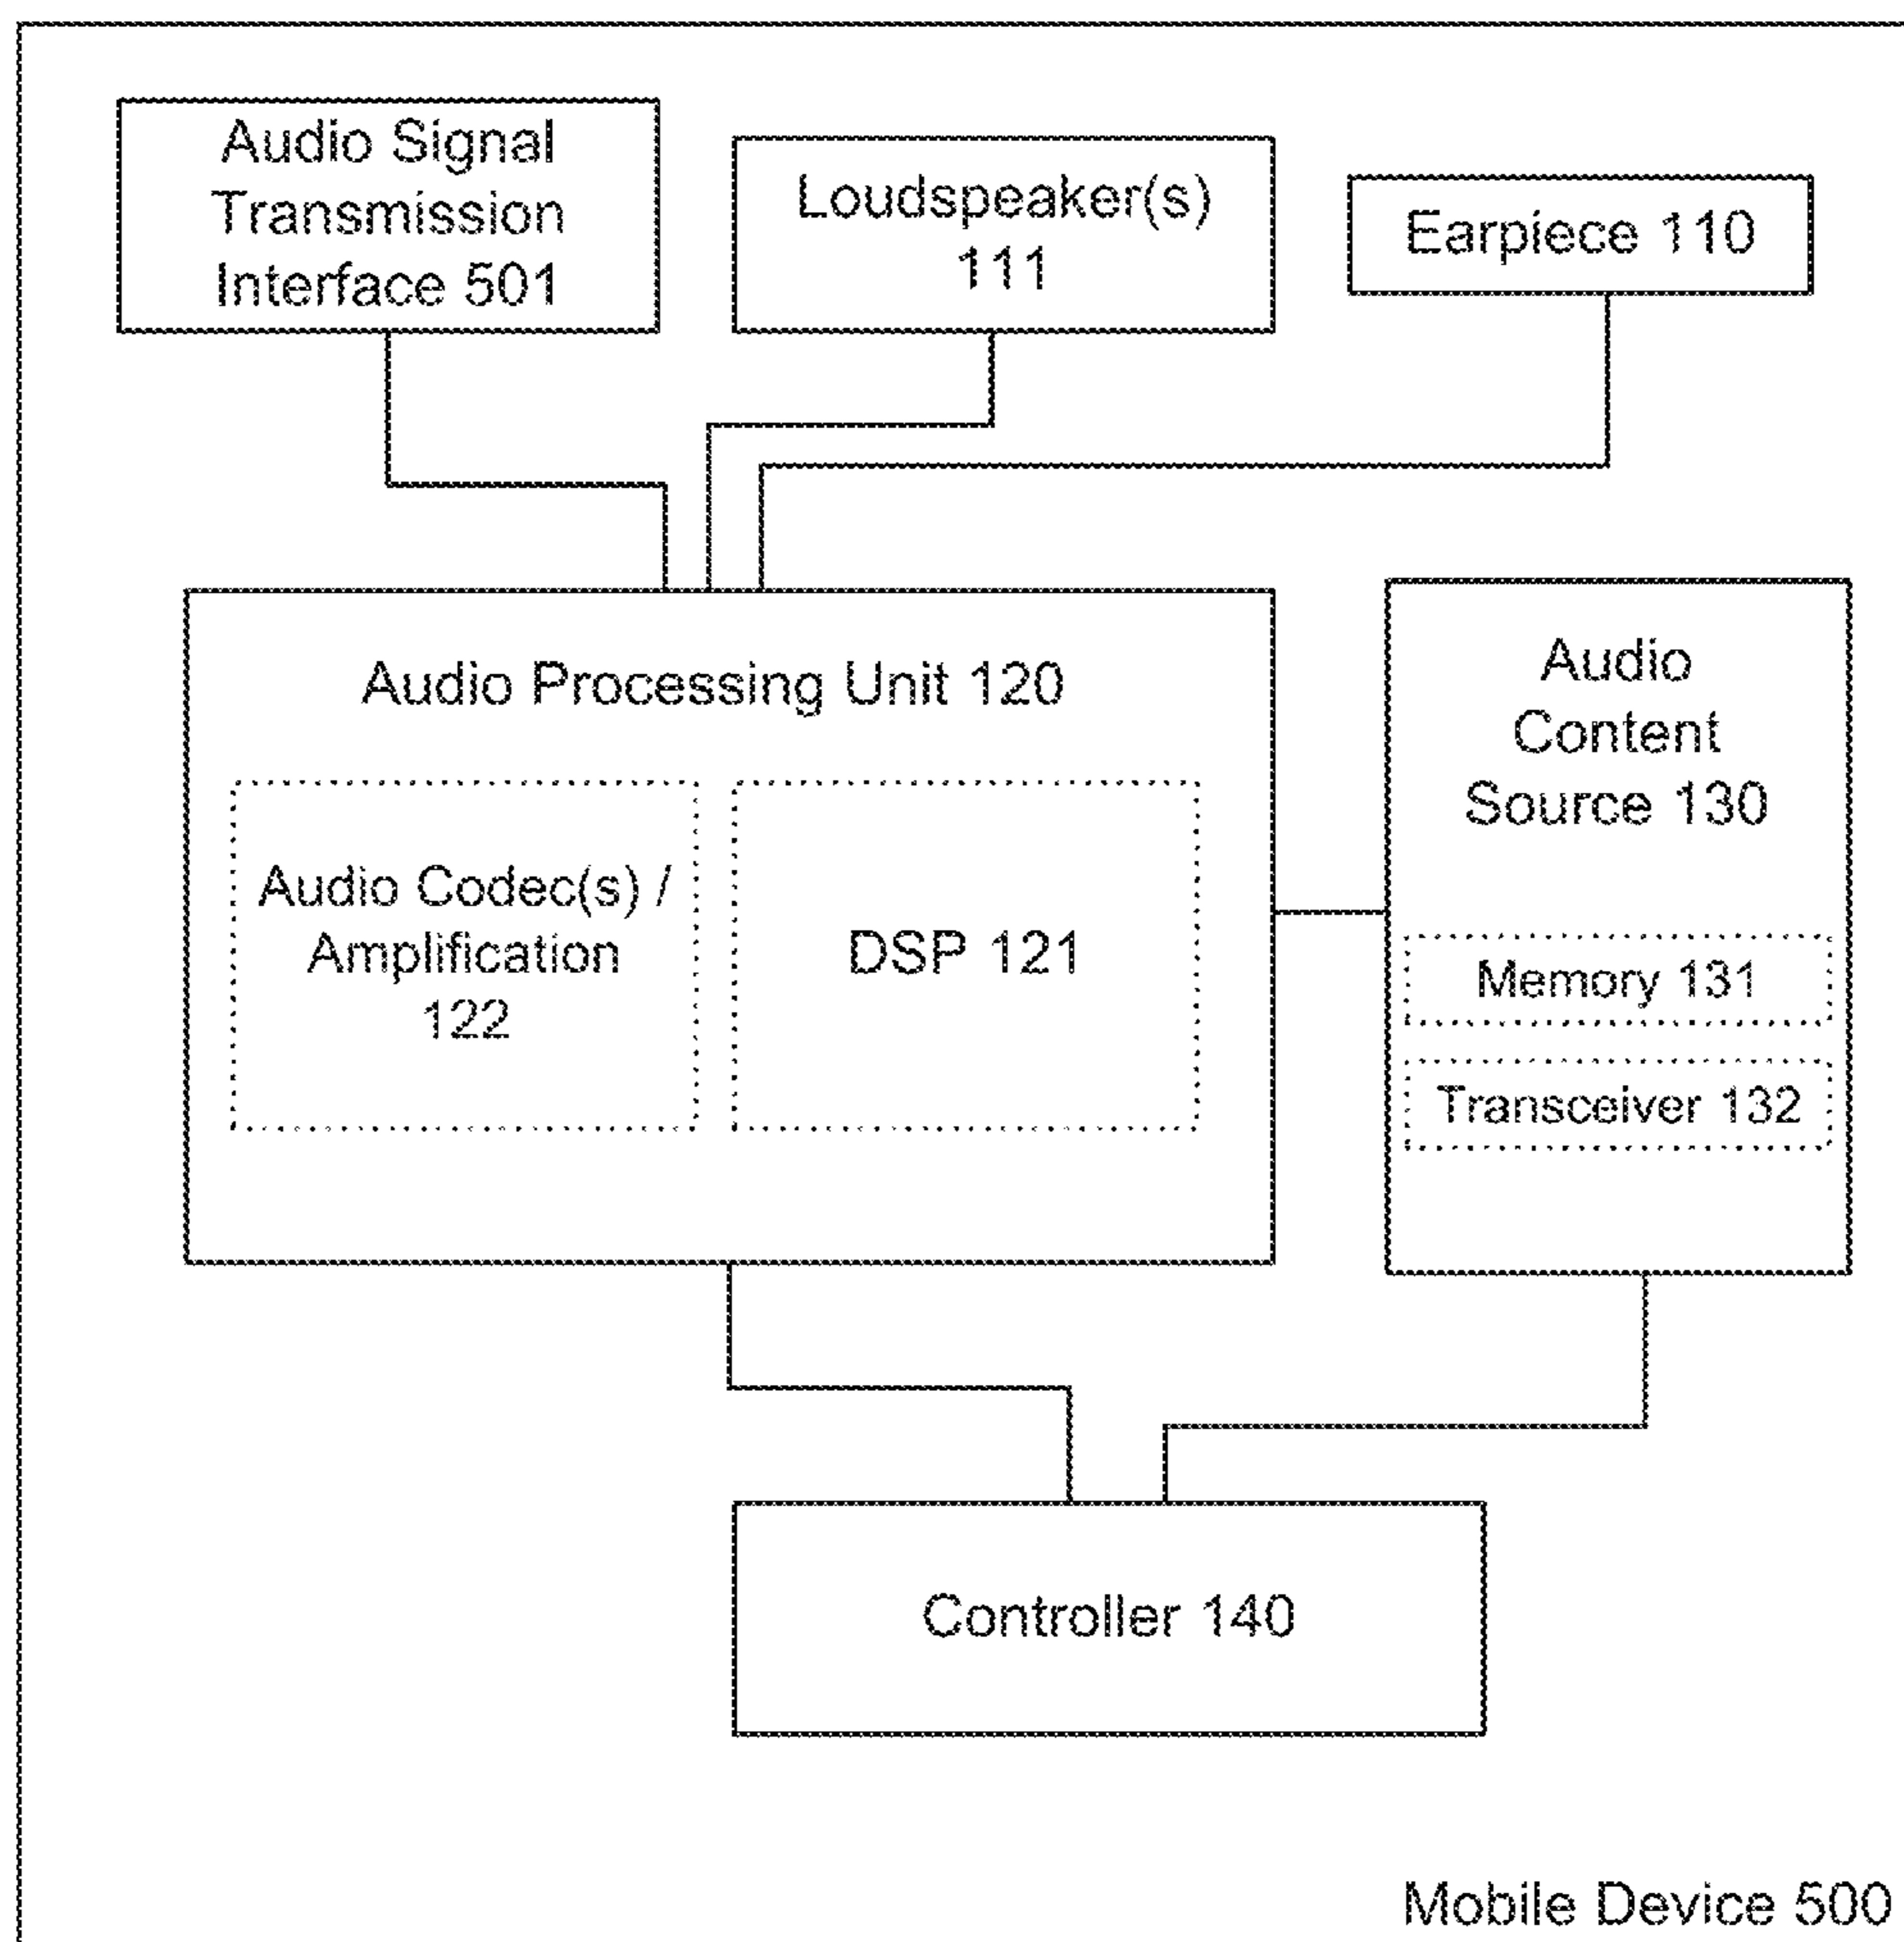 Audio Signal
Transmission
Interface 501
Loudspeaker(s)
111
Earpiece 110
Audio Processing Unit 120
Audio Codec(s) /
Amplification
122
DSP 121
Audio
Content
Source 130
Memory 131
Transceiver 132
Controller 140
Mobile Device 500